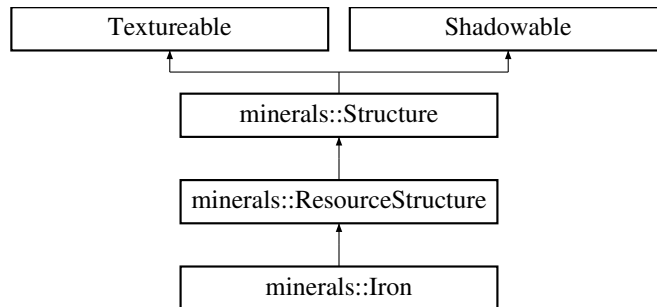 Textureable
Shadowable
minerals::Structure
minerals::ResourceStructure
minerals::Iron